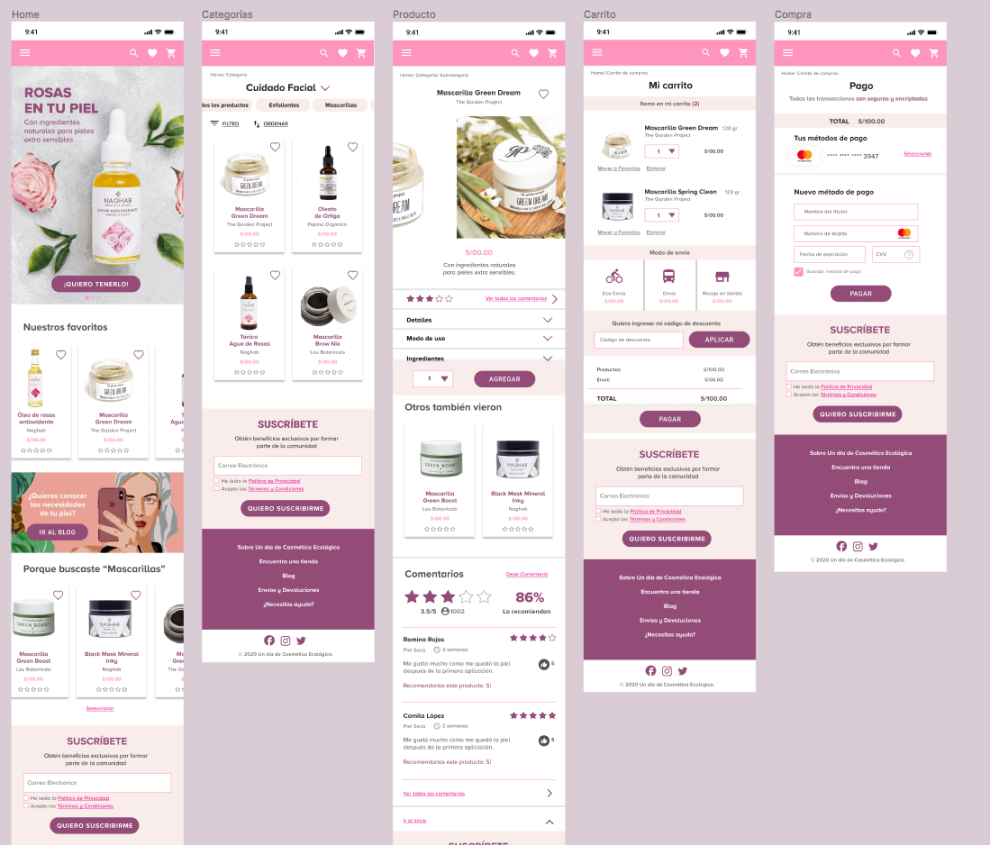 Home
9:41
ROSAS
EN TU PIEL
Con ingredientes
naturales para pieles
extra sensibles
NAGHAB
¡QUIERO TENERLO!
Nuestros favoritos
Óleo de rosas
antioxidante
Naghab
S/00.00
Mascarilla
Green Dream
The Garden Project
S/00.00
¿Quieres conocer
las necesidades
de tu piel?
IR AL BLOG
Porque buscaste “Mascarillas”
Mascarilla
Green Boost
Lou Botanicals
S/00.00
Black Mask Mineral
Inky
Naghab
S/00.00
Mascarilla
Green Dream
The Garden Project
S/00.00
Seleccionar
SUSCRÍBETE
Obtén beneficios exclusivos por formar
parte de la comunidad
Correo Electrónico
He leído la Política de Privacidad
Acepto los Términos y Condiciones
QUIERO SUSCRIBIRME
Categorías
9:41
Home/ Categoría
Cuidado Facial
los productos
Exfoliantes
Mascarillas
FILTRO
ORDENAR
Mascarilla
Green Dream
The Garden Project
S/00.00
Oleato
de Ortiga
Pepino Orgánico
S/00.00
Tónico
Agua de Rosas
Naghab
S/00.00
Mascarilla
Brow Nie
Lou Botanicals
S/00.00
SUSCRÍBETE
Obtén beneficios exclusivos por formar
parte de la comunidad
Correo Electrónico
He leído la Política de Privacidad
Acepto los Términos y Condiciones
QUIERO SUSCRIBIRME
Sobre Un día de Cosmética Ecológica
Encuentra una tienda
Blog
Envíos y Devoluciones
¿Necesitas ayuda?
© 2020 Un día de Cosmética Ecológica.
Producto
9:41
Home/ Categoría/ Subcategoría
Mascarilla Green Dream
The Garden Project
GREEN DREAM
S/00.00
Con ingredientes naturales
para pieles extra sensibles.
Ver todos los comentarios
Detalles
Modo de uso
Ingredientes
1
AGREGAR
Otros también vieron
Mascarilla
Green Boost
Lou Botanicals
S/00.00
Black Mask Mineral
Inky
Naghab
S/00.00
Comentarios
Dejar Comentario
3.5/5
1002
86%
Lo recomiendan
Romina Rojas
Piel Seca
2 semanas
Me gustó mucho como me quedó la piel
después de la primera aplicación.
5
Recomendarías este producto: Sí
Camila López
Piel Seca
2 semanas
Me gustó mucho como me quedó la piel
después de la primera aplicación.
5
Recomendarías este producto: Sí
Ver todos los comentarios
Ir al inicio
SUSCRÍBETE
Carrito
9:41
Home/ Carrito de compras
Mi carrito
Items en mi carrito (2)
Mascarilla Green Dream 120 gr
The Garden Project
1
S/00.00
Mover a Favoritos
Eliminar
Mascarilla Spring Clean 120 gr
The Garden Project
1
S/00.00
Mover a Favoritos
Eliminar
Modo de envío
Eco Envío
S/00.00
Envío
S/00.00
Recojo en tienda
S/00.00
Quiero ingresar mi código de descuento
Código de descuento
APLICAR
Productos S/100.00
Envío S/00.00
TOTAL S/100.00
PAGAR
SUSCRÍBETE
Obtén beneficios exclusivos por formar
parte de la comunidad
Correo Electrónico
He leído la Política de Privacidad
Acepto los Términos y Condiciones
QUIERO SUSCRIBIRME
Sobre Un día de Cosmética Ecológica
Encuentra una tienda
Blog
Envíos y Devoluciones
¿Necesitas ayuda?
© 2020 Un día de Cosmética Ecológica.
Compra
9:41
Home/ Carrito de compras
Pago
Todas las transacciones son seguras y encriptadas
TOTAL S/100.00
Tus métodos de pago
•••• •••• •••• 3947
Seleccionar
Nuevo método de pago
Nombre del titular
Número de tarjeta
Fecha de expiración
CVV
Guardar método de pago
PAGAR
SUSCRÍBETE
Correo Electrónico
He leído la Política de Privacidad
Acepto los Términos y Condiciones
QUIERO SUSCRIBIRME
Sobre Un día de Cosmética Ecológica
Encuentra una tienda
Blog
Envíos y Devoluciones
¿Necesitas ayuda?
© 2020 Un día de Cosmética Ecológica.